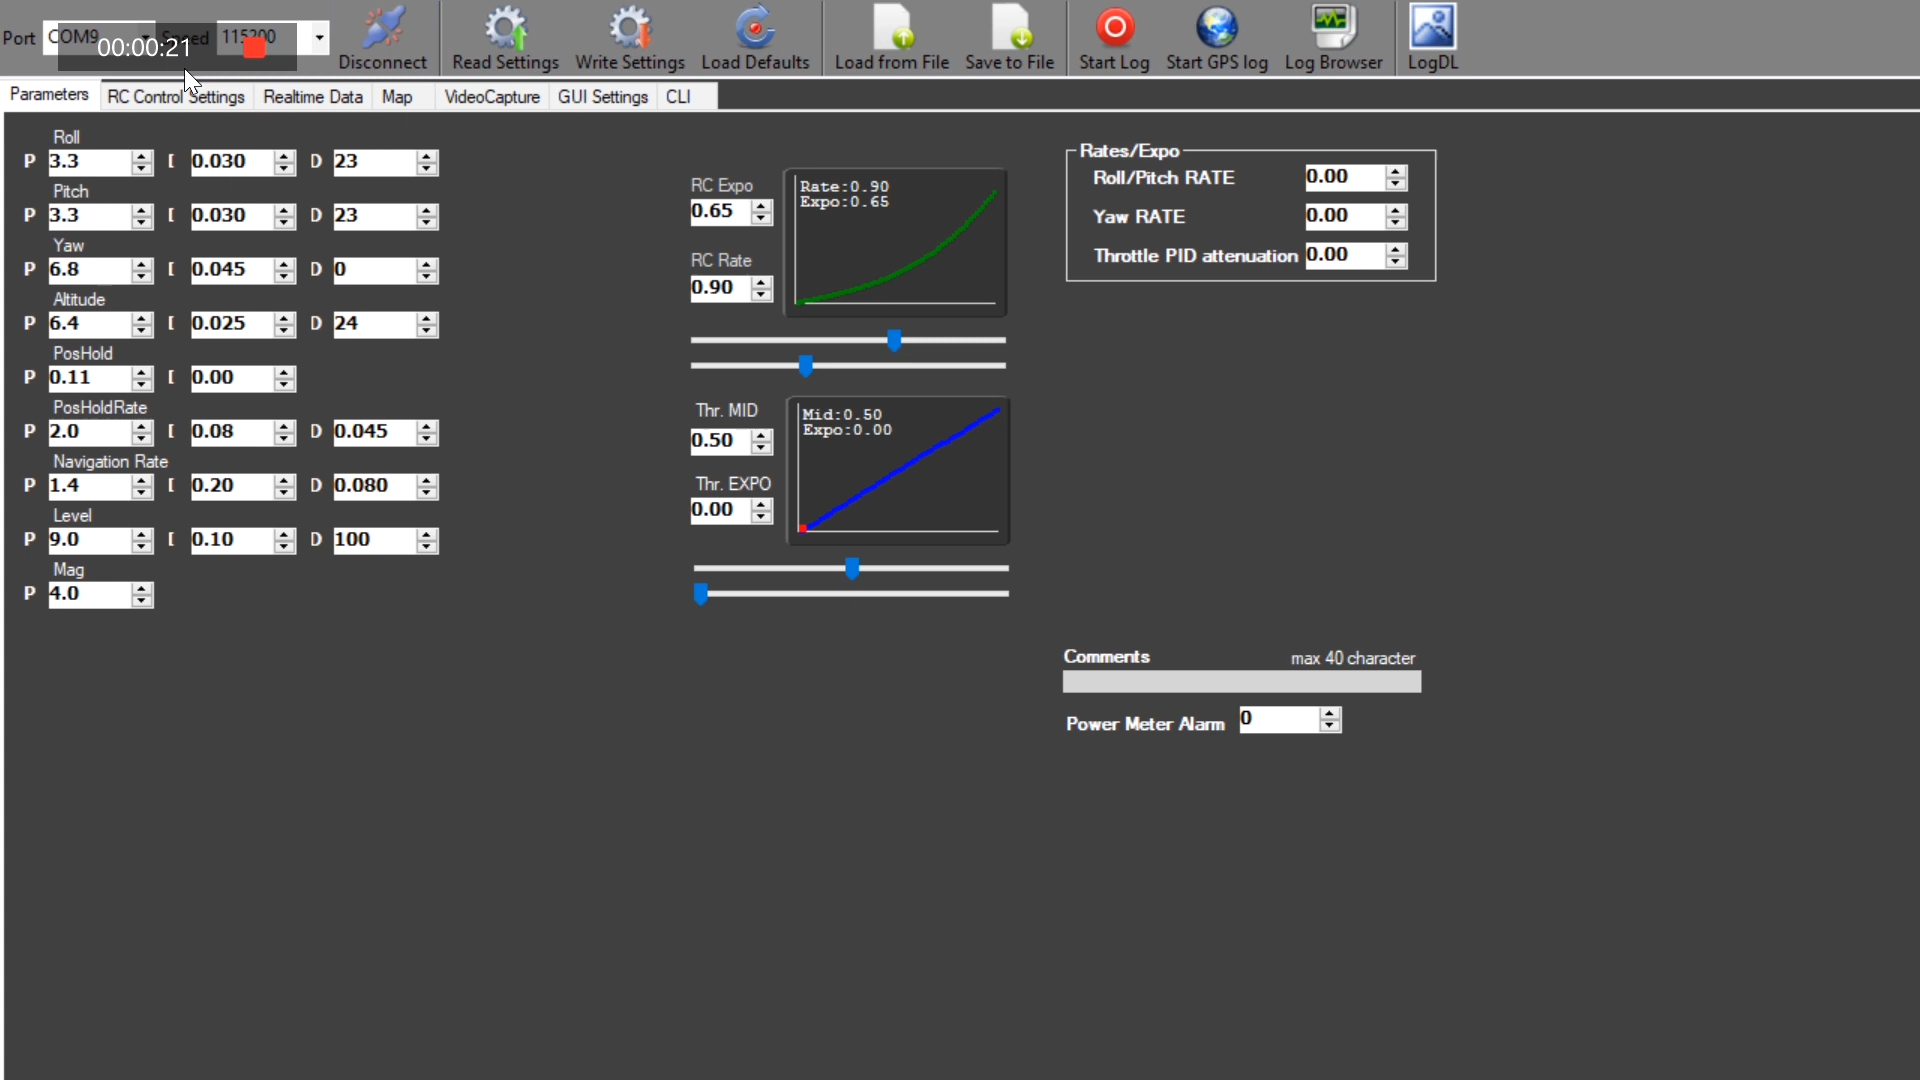 Port COM9 Speed 115200
00:00:21
Disconnect Read Settings Write Settings Load Defaults Load from File Save to File Start Log Start GPS log Log Browser LogDL
Parameters RC Control Settings Realtime Data Map VideoCapture GUI Settings CLI
Roll
P 3.3 I 0.030 D 23
Pitch
P 3.3 I 0.030 D 23
Yaw
P 6.8 I 0.045 D 0
Altitude
P 6.4 I 0.025 D 24
PosHold
P 0.11 I 0.00
PosHoldRate
P 2.0 I 0.08 D 0.045
Navigation Rate
P 1.4 I 0.20 D 0.080
Level
P 9.0 I 0.10 D 100
Mag
P 4.0
RC Expo
0.65
RC Rate
0.90
Rate:0.90
Expo:0.65
Thr. MID
0.50
Thr. EXPO
0.00
Mid:0.50
Expo:0.00
Rates/Expo
Roll/Pitch RATE 0.00
Yaw RATE 0.00
Throttle PID attenuation 0.00
Comments max 40 character
Power Meter Alarm 0